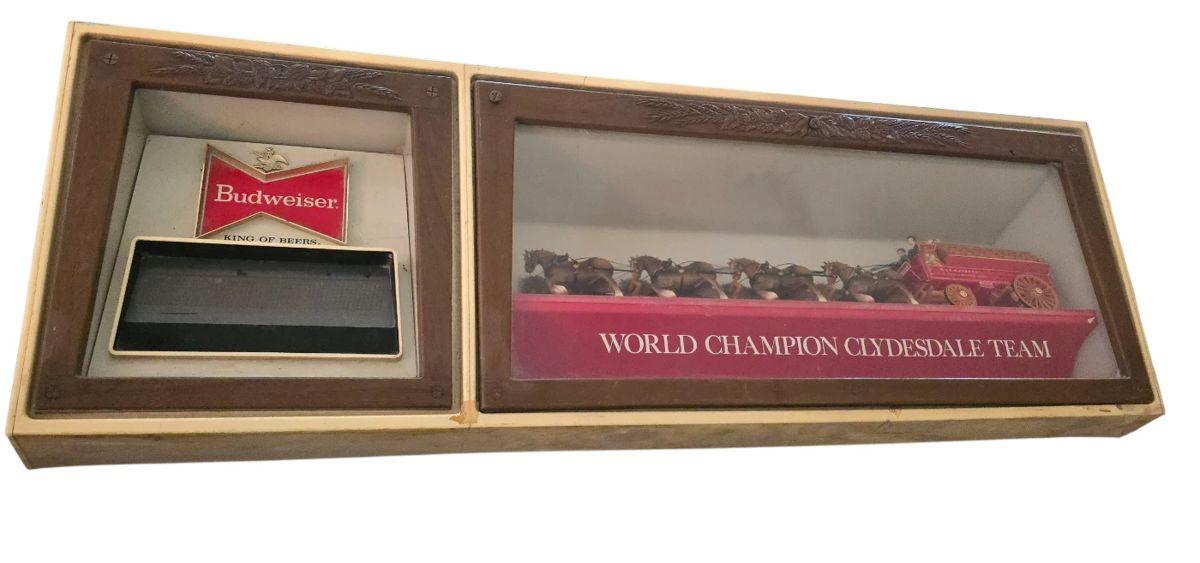 Budweiser.
KING OF BEERS.
WORLD CHAMPION CLYDESDALE TEAM